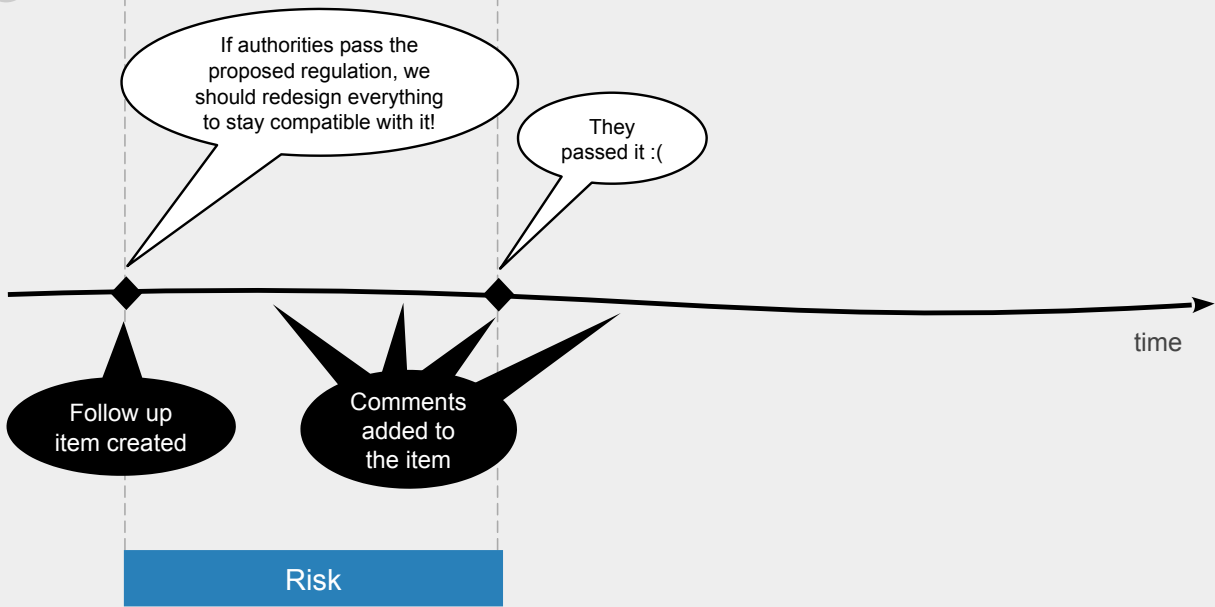 If authorities pass the
proposed regulation, we
should redesign everything
to stay compatible with it!
They
passed it :(
time
Follow up
item created
Comments
added to
the item
Risk